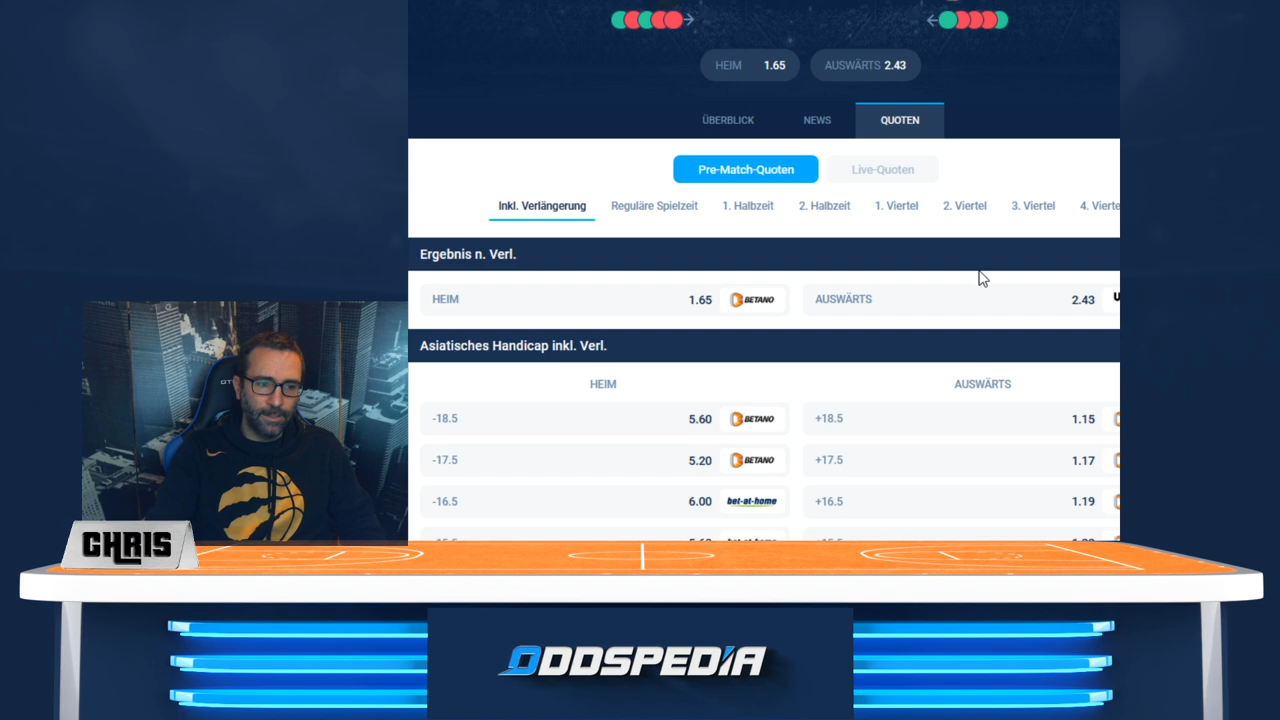 HEIM 1.65 AUSWÄRTS 2.43
ÜBERBLICK NEWS QUOTEN
Pre-Match-Quoten Live-Quoten
Inkl. Verlängerung Reguläre Spielzeit 1. Halbzeit 2. Halbzeit 1. Viertel 2. Viertel 3. Viertel 4. Vierte
Ergebnis n. Verl.
HEIM 1.65 BETANO AUSWÄRTS 2.43
Asiatisches Handicap inkl. Verl.
HEIM AUSWÄRTS
-18.5 5.60 BETANO +18.5 1.15
-17.5 5.20 BETANO +17.5 1.17
-16.5 6.00 bet-at-home +16.5 1.19
GT
CHRIS
ODDSPEDIA